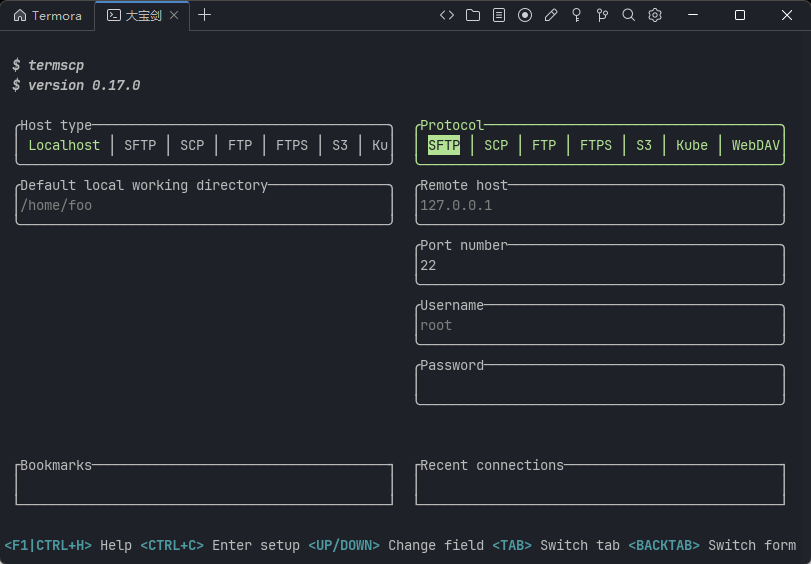 Termora
大宝剑
$ termscp
$ version 0.17.0
Host type
Localhost │ SFTP │ SCP │ FTP │ FTPS │ S3 │ Ku
Default local working directory
/home/foo
Protocol
SFTP │ SCP │ FTP │ FTPS │ S3 │ Kube │ WebDAV
Remote host
127.0.0.1
Port number
22
Username
root
Password
Bookmarks
Recent connections
<F1|CTRL+H> Help <CTRL+C> Enter setup <UP/DOWN> Change field <TAB> Switch tab <BACKTAB> Switch form